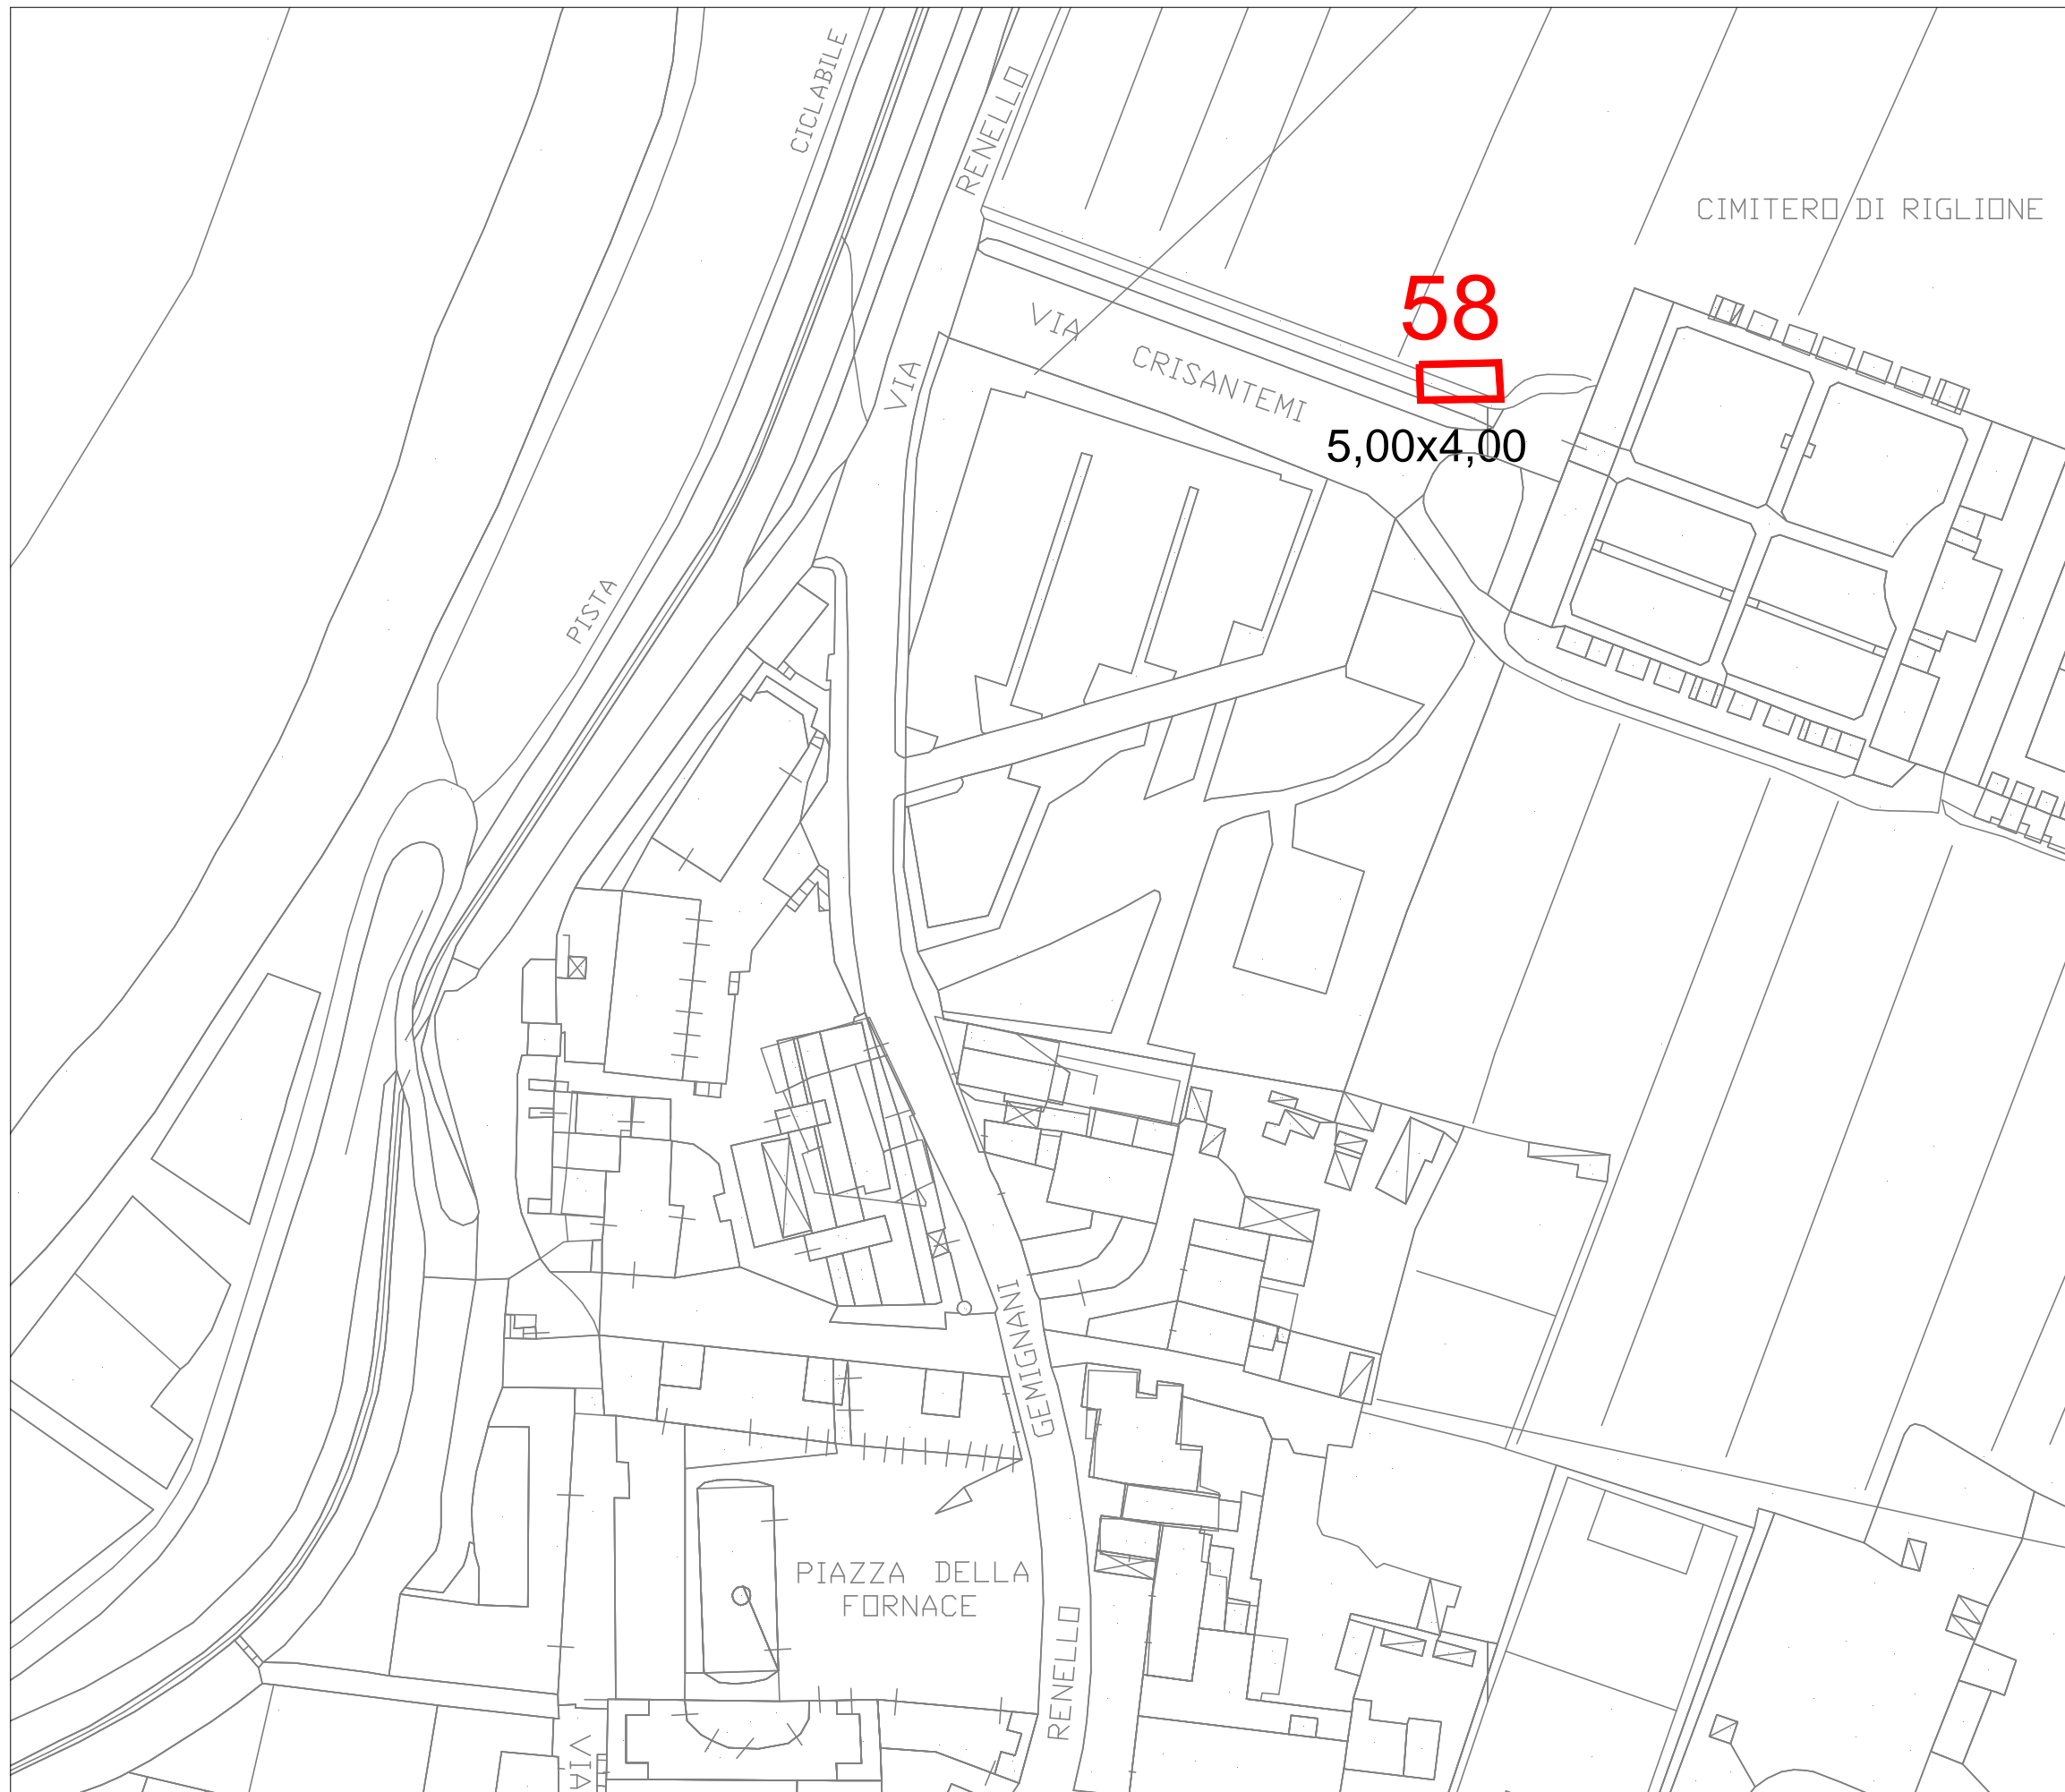 CICLABILE
RENELLO
CIMITERO DI RIGLIONE
58
VIA
CRISANTEMI
VIA
5,00x4,00
PISTA
GEMIGNANI
PIAZZA DELLA
FORNACE
RENELLO
VIA